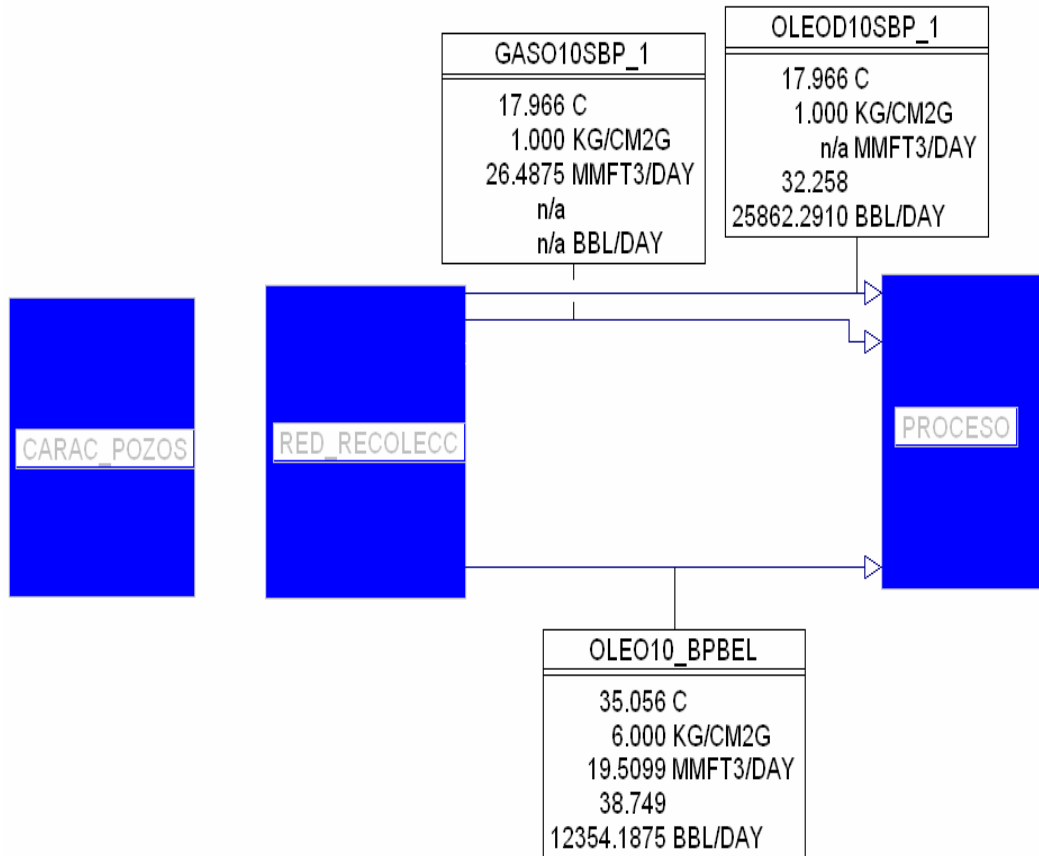 GASO10SBP_1
17.966 C
1.000 KG/CM2G
26.4875 MMFT3/DAY
n/a
n/a BBL/DAY
OLEOD10SBP_1
17.966 C
1.000 KG/CM2G
n/a MMFT3/DAY
32.258
25862.2910 BBL/DAY
CARAC_POZOS
RED_RECOLECC
PROCESO
OLEO10_BPBEL
35.056 C
6.000 KG/CM2G
19.5099 MMFT3/DAY
38.749
12354.1875 BBL/DAY